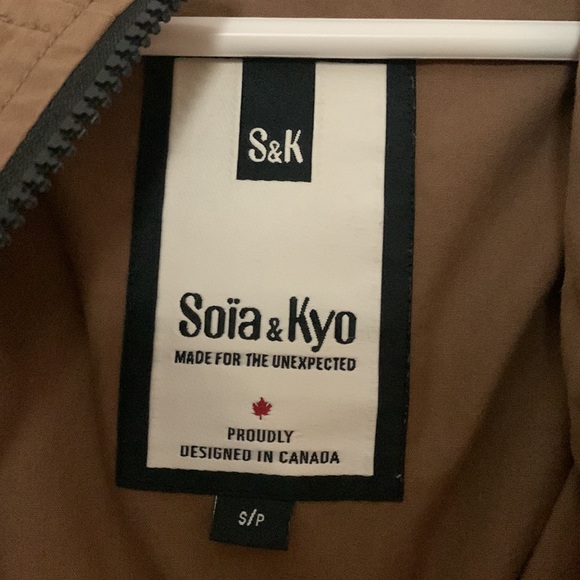 S&K
Soïa & Kyo
MADE FOR THE UNEXPECTED
PROUDLY
DESIGNED IN CANADA
S/P